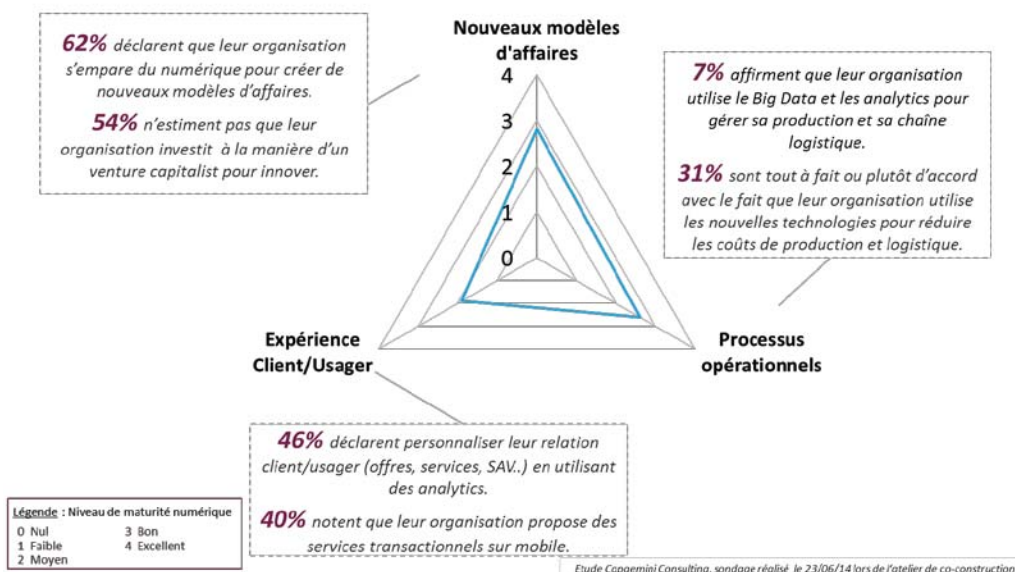 62% déclarent que leur organisation
s'empare du numérique pour créer de
nouveaux modèles d'affaires.
54% n'estiment pas que leur
organisation investit à la manière d'un
venture capitalist pour innover.
Nouveaux modèles
d'affaires
4
3
2
1
0
7% affirment que leur organisation
utilise le Big Data et les analytics pour
gérer sa production et sa chaîne
logistique.
31% sont tout à fait ou plutôt d'accord
avec le fait que leur organisation utilise
les nouvelles technologies pour réduire
les coûts de production et logistique.
Expérience
Client/Usager
Processus
opérationnels
46% déclarent personnaliser leur relation
client/usager (offres, services, SAV..) en utilisant
des analytics.
40% notent que leur organisation propose des
services transactionnels sur mobile.
Légende : Niveau de maturité numérique
0 Nul 3 Bon
1 Faible 4 Excellent
2 Moyen
Etude Capgemini Consulting, sondage réalisé le 23/06/14 lors de l'atelier de co-construction